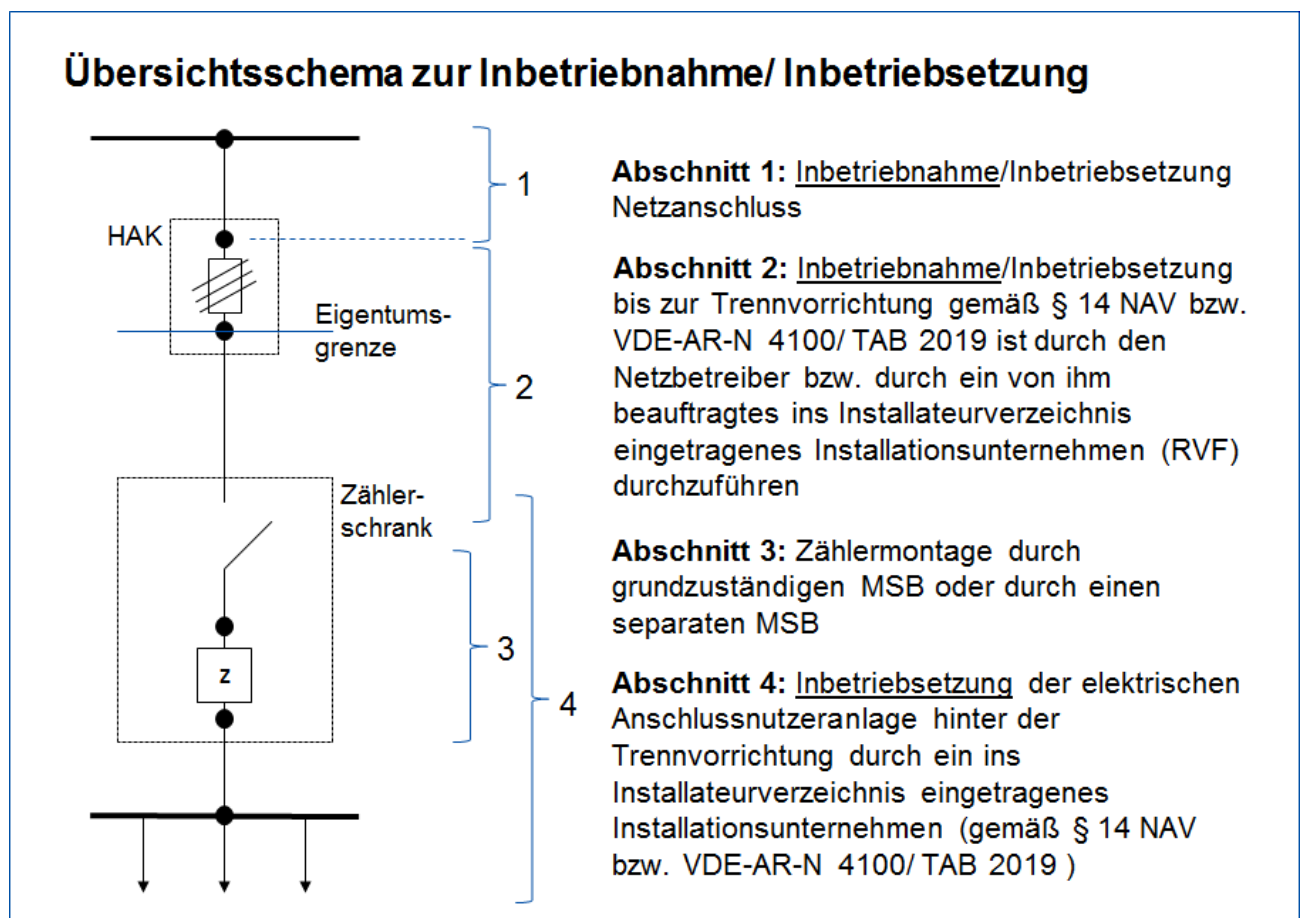 Übersichtsschema zur Inbetriebnahme/ Inbetriebsetzung
1
HAK
Eigentums-
grenze
2
Zähler-
schrank
3
z
4
Abschnitt 1: Inbetriebnahme/Inbetriebsetzung
Netzanschluss
Abschnitt 2: Inbetriebnahme/Inbetriebsetzung
bis zur Trennvorrichtung gemäß § 14 NAV bzw.
VDE-AR-N 4100/ TAB 2019 ist durch den
Netzbetreiber bzw. durch ein von ihm
beauftragtes ins Installateurverzeichnis
eingetragenes Installationsunternehmen (RVF)
durchzuführen
Abschnitt 3: Zählermontage durch
grundzuständigen MSB oder durch einen
separaten MSB
Abschnitt 4: Inbetriebsetzung der elektrischen
Anschlussnutzeranlage hinter der
Trennvorrichtung durch ein ins
Installateurverzeichnis eingetragenes
Installationsunternehmen (gemäß § 14 NAV
bzw. VDE-AR-N 4100/ TAB 2019 )